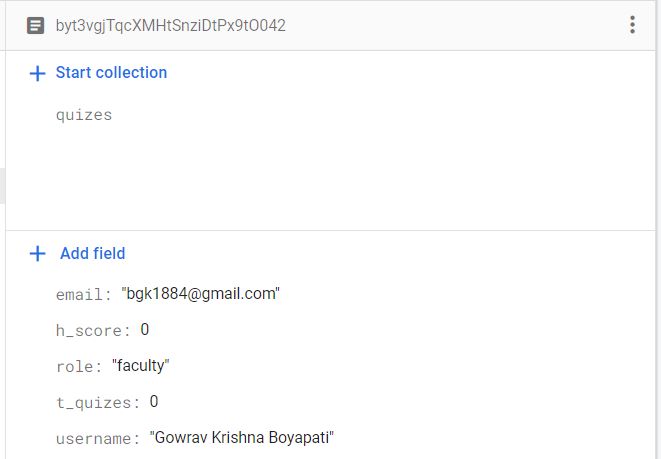 byt3vgjTqcXMHtSnziDtPx9tO042
Start collection
quizes
Add field
email: "bgk1884@gmail.com"
h_score: 0
role: "faculty"
t_quizes: 0
username: "Gowrav Krishna Boyapati"